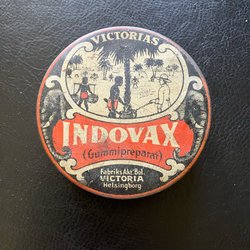 VICTORIAS
INDOVAX
(Gummipreparat)
Fabriks Akt. Bol.
VICTORIA
Helsingborg